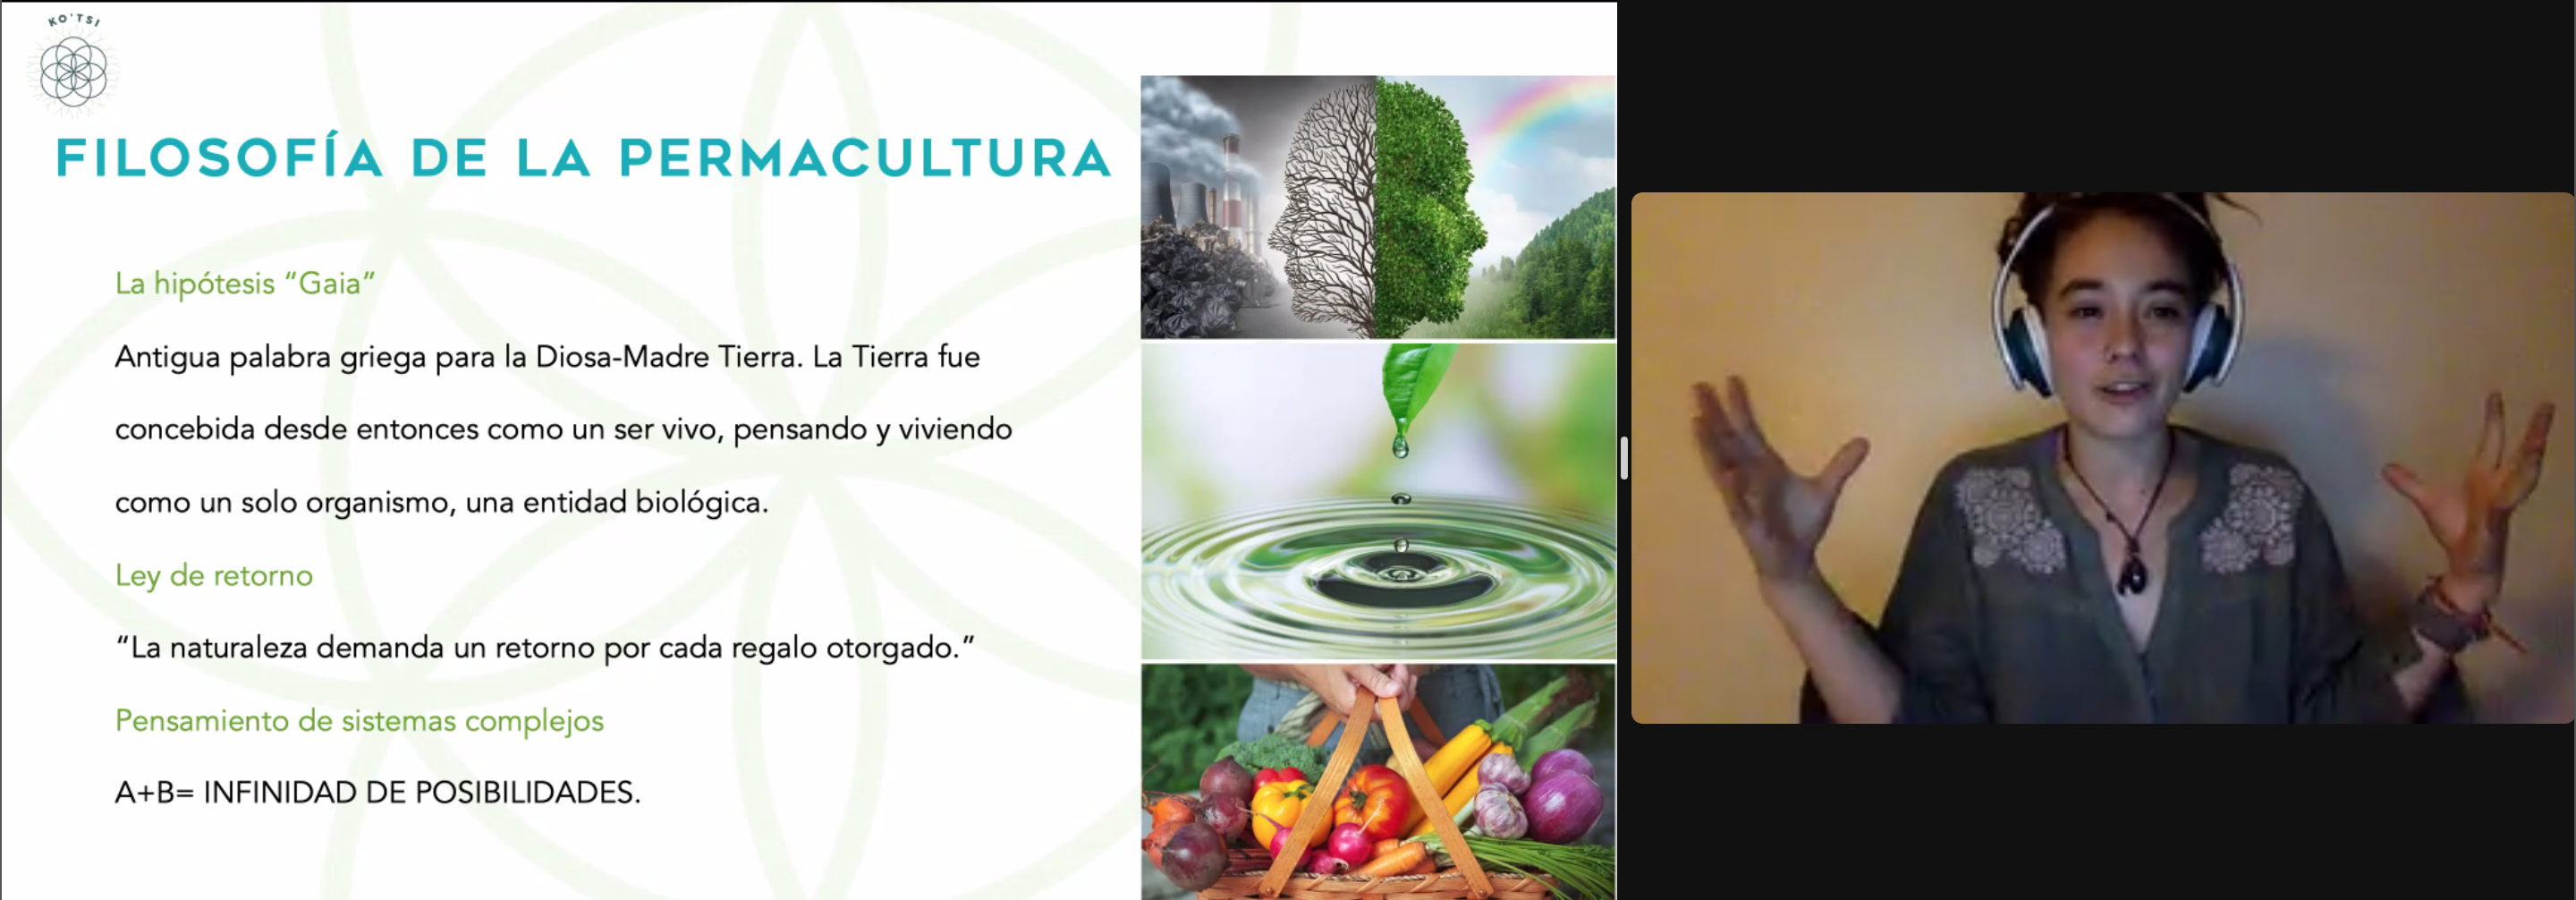 KO'TSI
FILOSOFÍA DE LA PERMACULTURA
La hipótesis “Gaia”
Antigua palabra griega para la Diosa-Madre Tierra. La Tierra fue
concebida desde entonces como un ser vivo, pensando y viviendo
como un solo organismo, una entidad biológica.
Ley de retorno
“La naturaleza demanda un retorno por cada regalo otorgado.”
Pensamiento de sistemas complejos
A+B= INFINIDAD DE POSIBILIDADES.